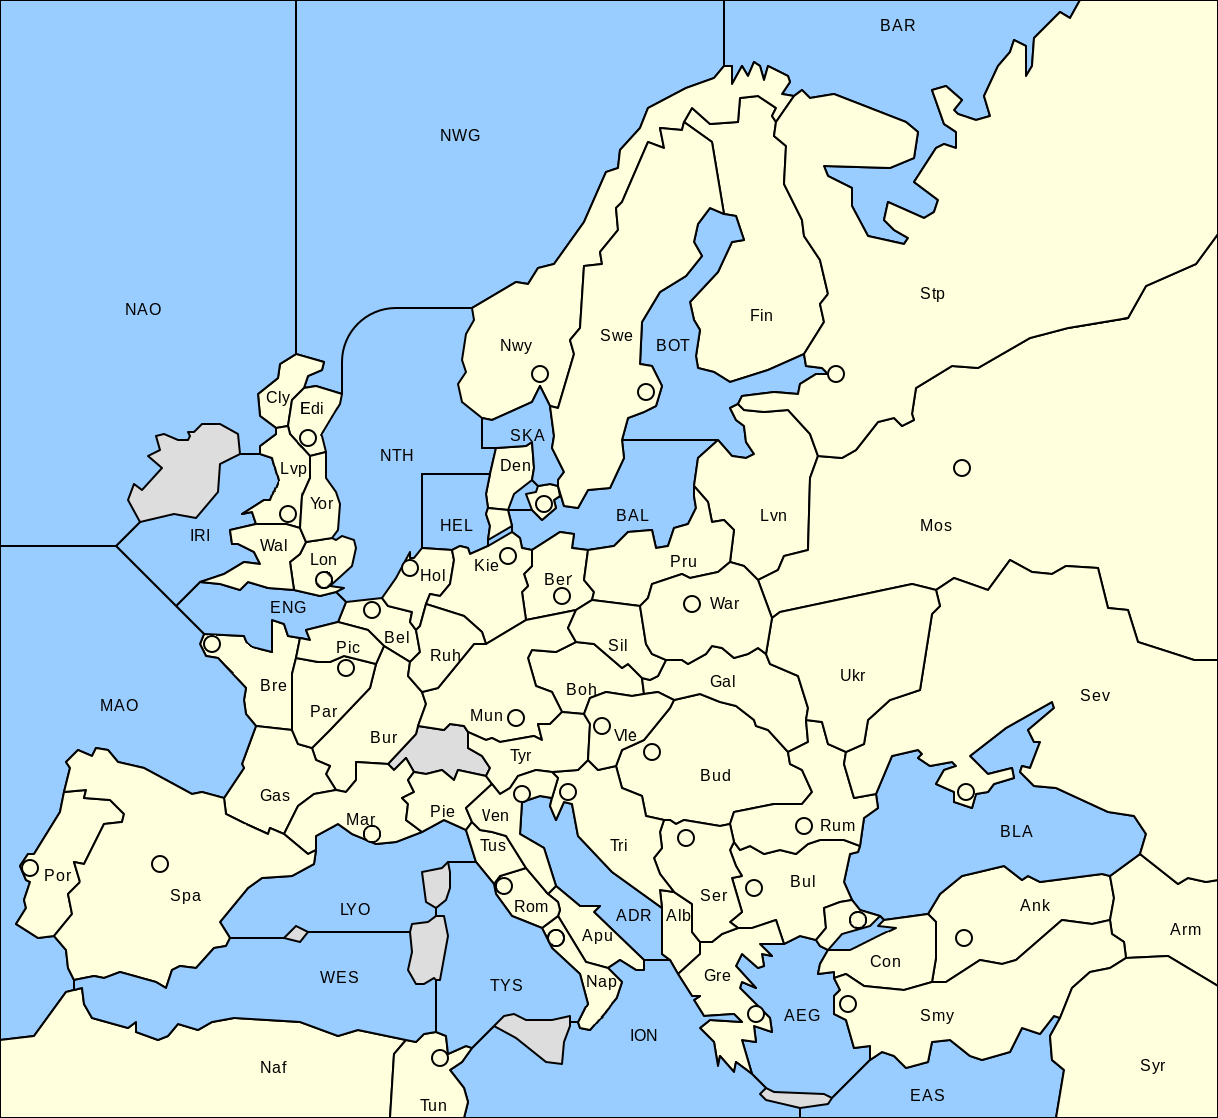 BAR
NWG
NAO
Stp
Fin
Swe
Nwy
BOT
Cly
Edi
SKA
NTH
Den
Lvp
Yor
Lvn
BAL
HEL
Mos
IRI
Wal
Lon
Kie
Hol
Ber
Pru
War
ENG
Bel
Pic
Sil
Ruh
Gal
Ukr
Bre
Boh
Sev
MAO
Par
Mun
Vie
Bur
Tyr
Bud
Gas
Pie
Mar
Ven
Rum
BLA
Tus
Tri
Por
Bul
Spa
Ser
LYO
Rom
ADR
Alb
Ank
Arm
Apu
Con
WES
TYS
Nap
Gre
AEG
Smy
ION
Naf
Syr
EAS
Tun